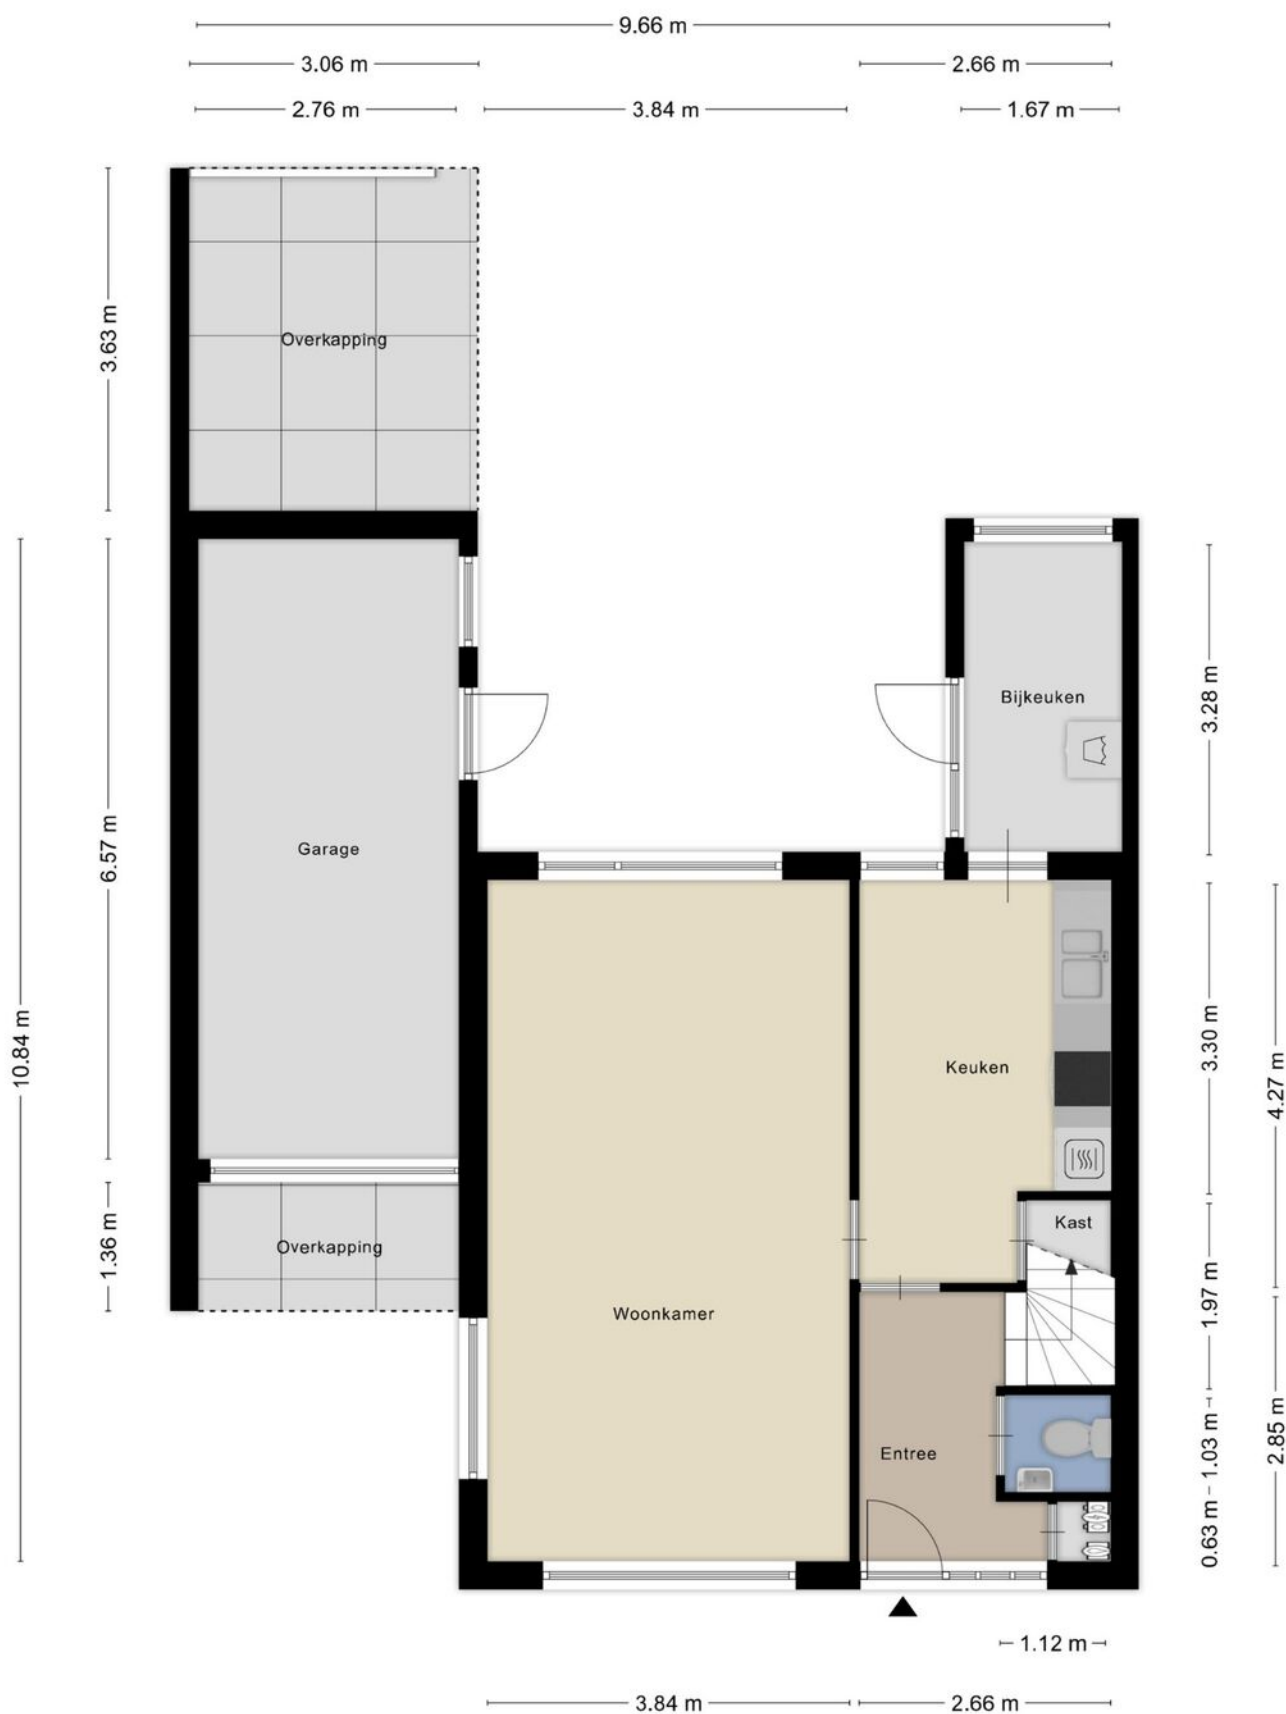 9.66 m
3.06 m
2.66 m
2.76 m
3.84 m
1.67 m
3.63 m
Overkapping
Bijkeuken
3.28 m
Garage
6.57 m
10.84 m
3.30 m
Keuken
4.27 m
Kast
1.36 m
Overkapping
1.97 m
Woonkamer
Entree
1.03 m
2.85 m
0.63 m
1.12 m
3.84 m
2.66 m